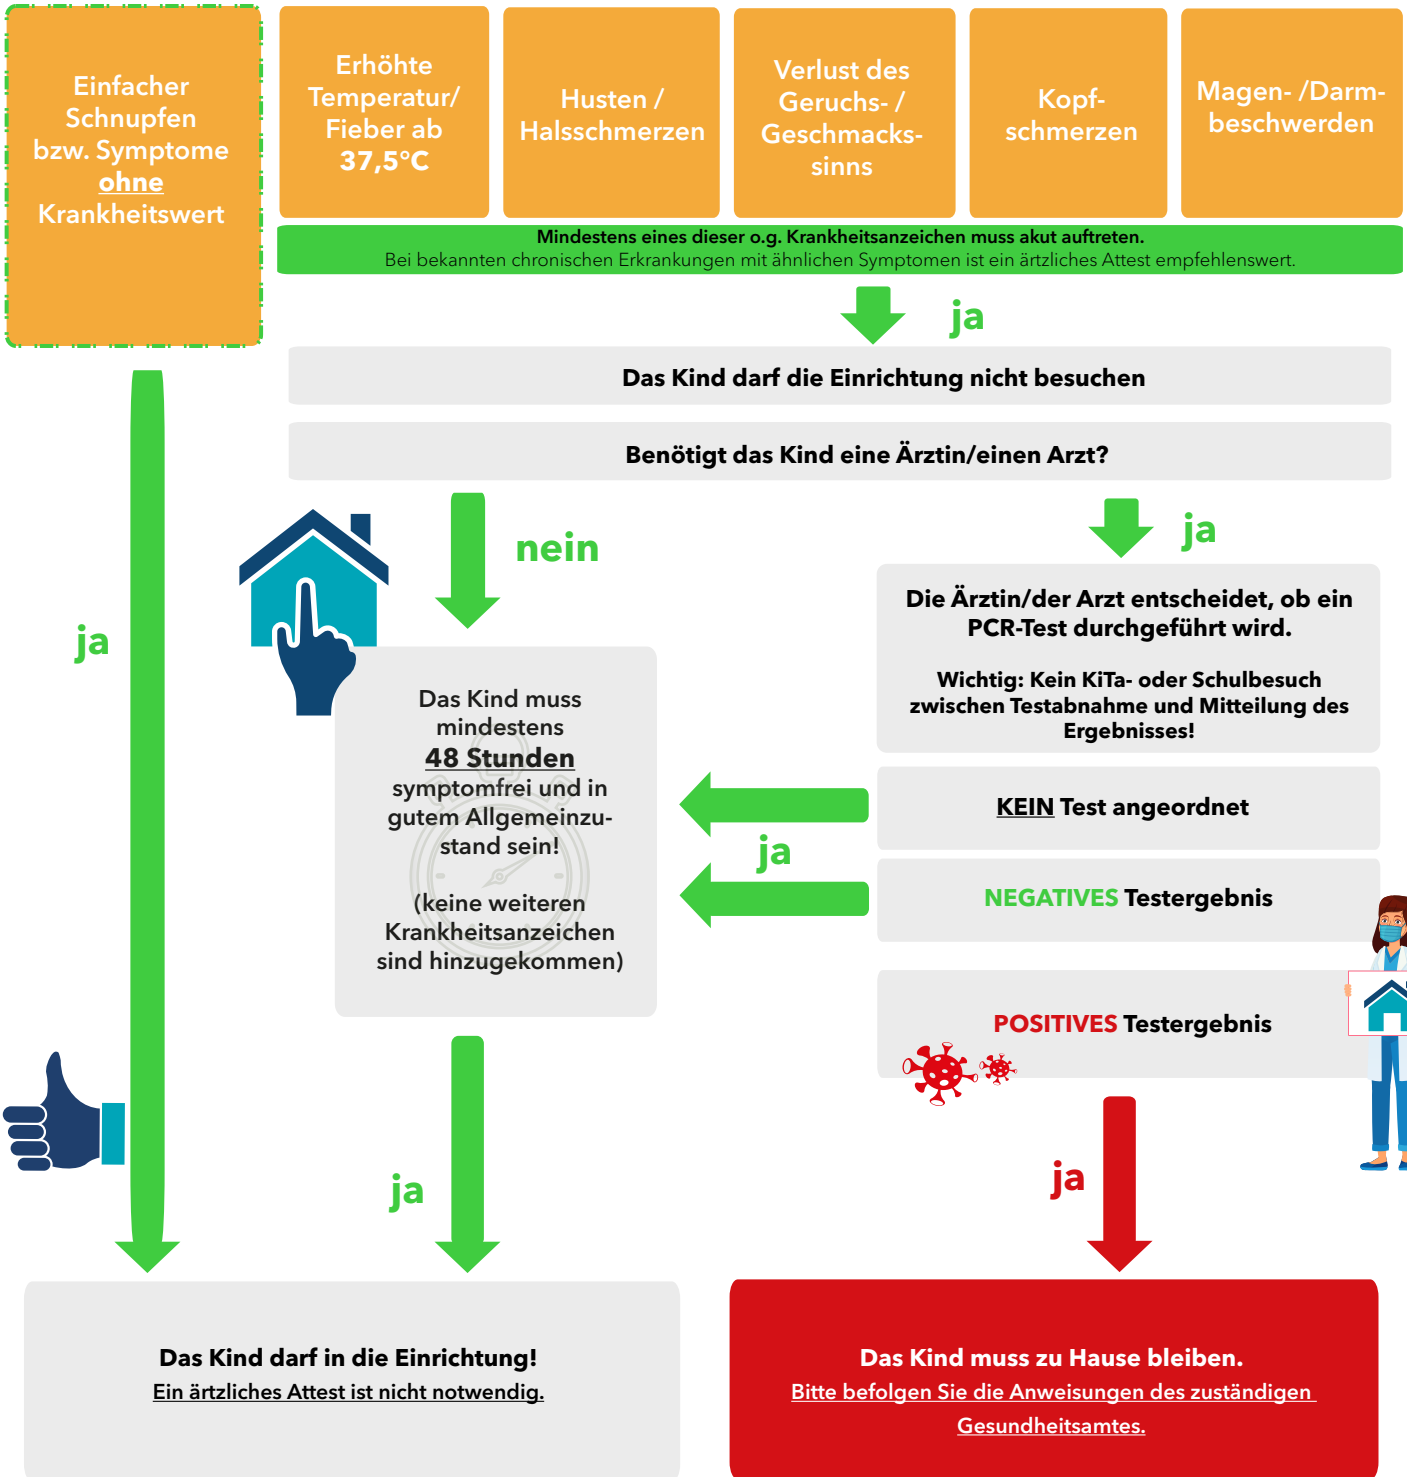 Einfacher
Schnupfen
bzw. Symptome
ohne
Krankheitswert
Erhöhte
Temperatur/
Fieber ab
37,5°C
Husten /
Halsschmerzen
Verlust des
Geruchs- /
Geschmacks-
sinns
Kopf-
schmerzen
Magen- /Darm-
beschwerden
Mindestens eines dieser o.g. Krankheitsanzeichen muss akut auftreten.
Bei bekannten chronischen Erkrankungen mit ähnlichen Symptomen ist ein ärtzliches Attest empfehlenswert.
ja
Das Kind darf die Einrichtung nicht besuchen
Benötigt das Kind eine Ärztin/einen Arzt?
nein
ja
ja
Die Ärztin/der Arzt entscheidet, ob ein
PCR-Test durchgeführt wird.
Wichtig: Kein KiTa- oder Schulbesuch
zwischen Testabnahme und Mitteilung des
Ergebnisses!
Das Kind muss
mindestens
48 Stunden
symptomfrei und in
gutem Allgemeinzu-
stand sein!
(keine weiteren
Krankheitsanzeichen
sind hinzugekommen)
KEIN Test angeordnet
ja
NEGATIVES Testergebnis
POSITIVES Testergebnis
ja
ja
Das Kind darf in die Einrichtung!
Ein ärtzliches Attest ist nicht notwendig.
Das Kind muss zu Hause bleiben.
Bitte befolgen Sie die Anweisungen des zuständigen
Gesundheitsamtes.